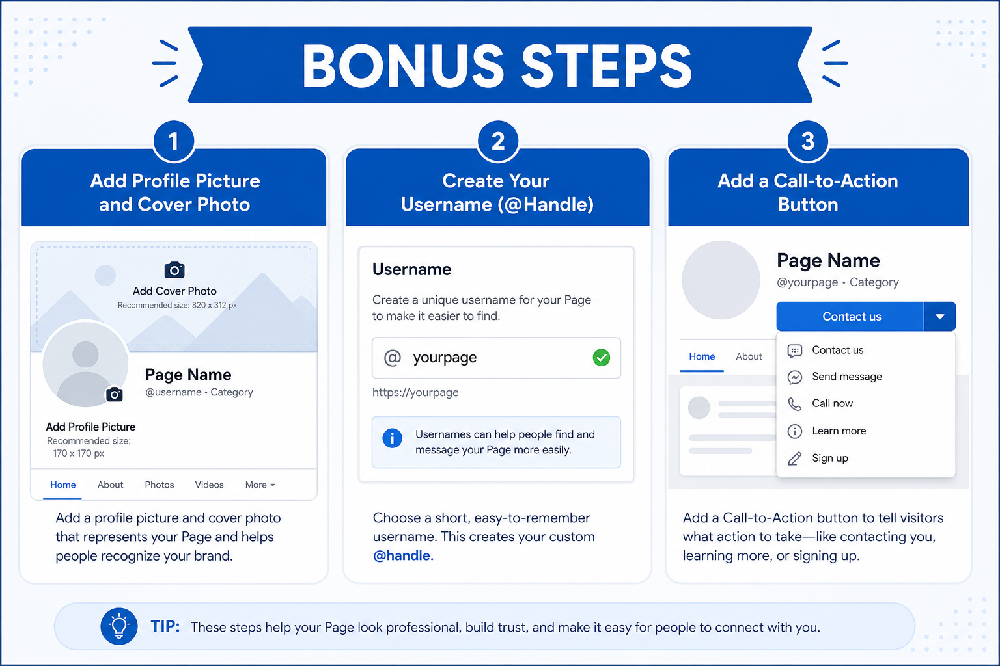 BONUS STEPS
1
Add Profile Picture
and Cover Photo
Add Cover Photo
Recommended size: 820 x 312 px
Page Name
@username • Category
Add Profile Picture
Recommended size:
170 x 170 px
Home About Photos Videos More
Add a profile picture and cover photo
that represents your Page and helps
people recognize your brand.
2
Create Your
Username (@Handle)
Username
Create a unique username for your Page
to make it easier to find.
@ yourpage
https://yourpage
i
Usernames can help people find and
message your Page more easily.
Choose a short, easy-to-remember
username. This creates your custom
@handle.
3
Add a Call-to-Action
Button
Page Name
@yourpage • Category
Contact us
Home About
Contact us
Send message
Call now
Learn more
Sign up
Add a Call-to-Action button to tell visitors
what action to take—like contacting you,
learning more, or signing up.
TIP: These steps help your Page look professional, build trust, and make it easy for people to connect with you.